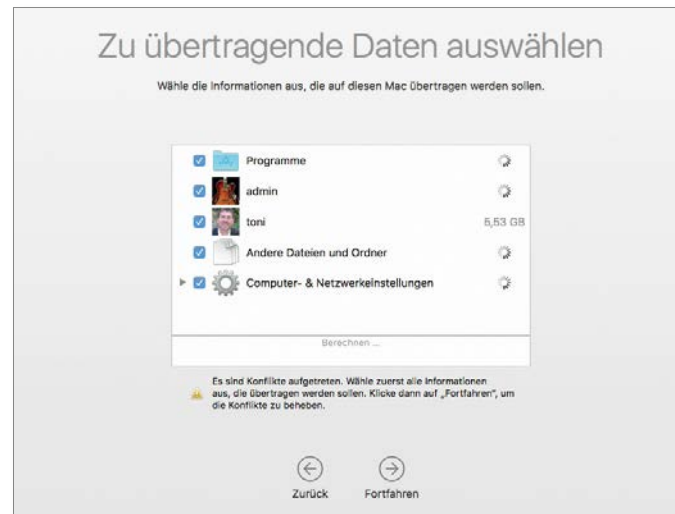 Zu übertragende Daten auswählen
Wähle die Informationen aus, die auf diesen Mac übertragen werden sollen.
Programme
admin
toni 5,53 GB
Andere Dateien und Ordner
Computer- & Netzwerkeinstellungen
Berechnen ...
Es sind Konflikte aufgetreten. Wähle zuerst alle Informationen
aus, die übertragen werden sollen. Klicke dann auf „Fortfahren", um
die Konflikte zu beheben.
Zurück Fortfahren